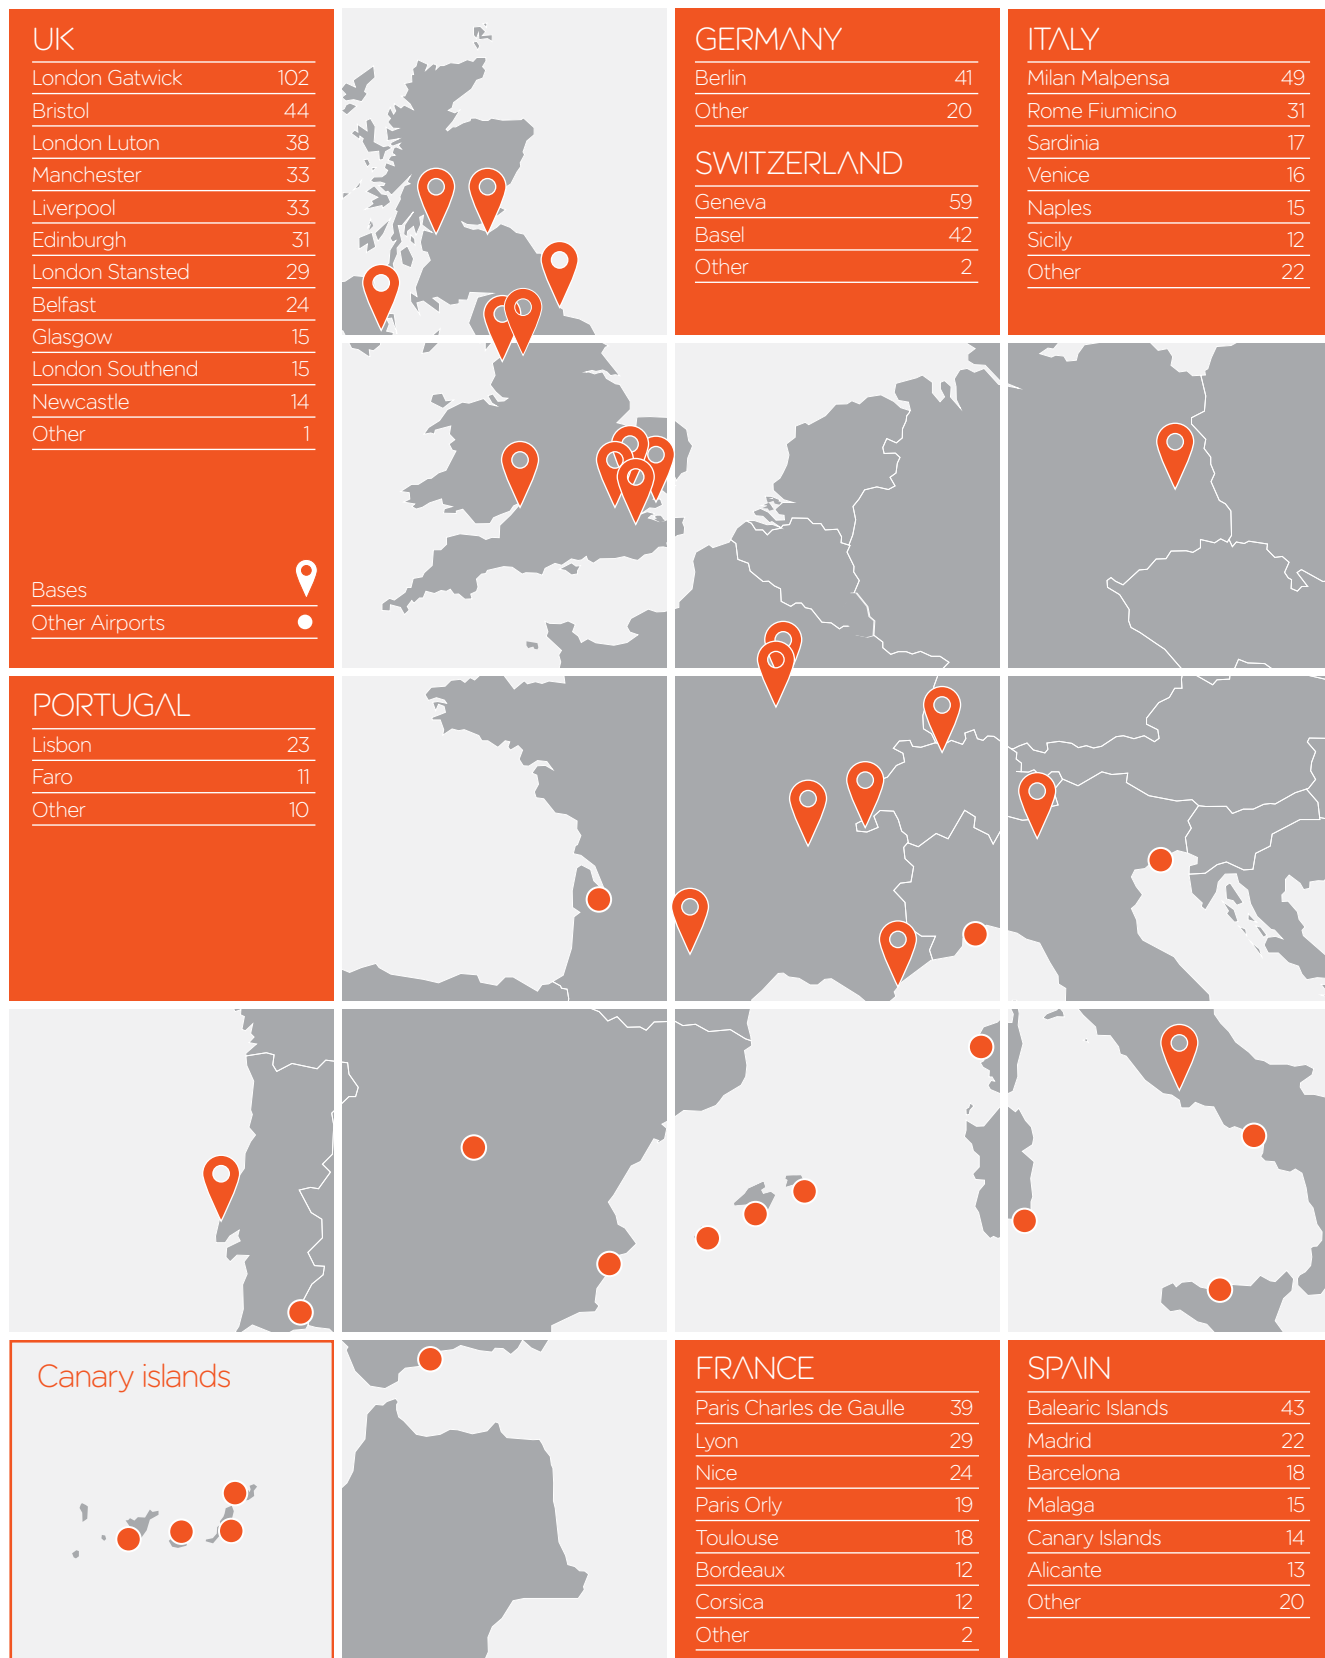 UK
London Gatwick 102
Bristol 44
London Luton 38
Manchester 33
Liverpool 33
Edinburgh 31
London Stansted 29
Belfast 24
Glasgow 15
London Southend 15
Newcastle 14
Other 1
Bases
Other Airports
GERMANY
Berlin 41
Other 20
SWITZERLAND
Geneva 59
Basel 42
Other 2
ITALY
Milan Malpensa 49
Rome Fiumicino 31
Sardinia 17
Venice 16
Naples 15
Sicily 12
Other 22
PORTUGAL
Lisbon 23
Faro 11
Other 10
Canary islands
FRANCE
Paris Charles de Gaulle 39
Lyon 29
Nice 24
Paris Orly 19
Toulouse 18
Bordeaux 12
Corsica 12
Other 2
SPAIN
Balearic Islands 43
Madrid 22
Barcelona 18
Malaga 15
Canary Islands 14
Alicante 13
Other 20